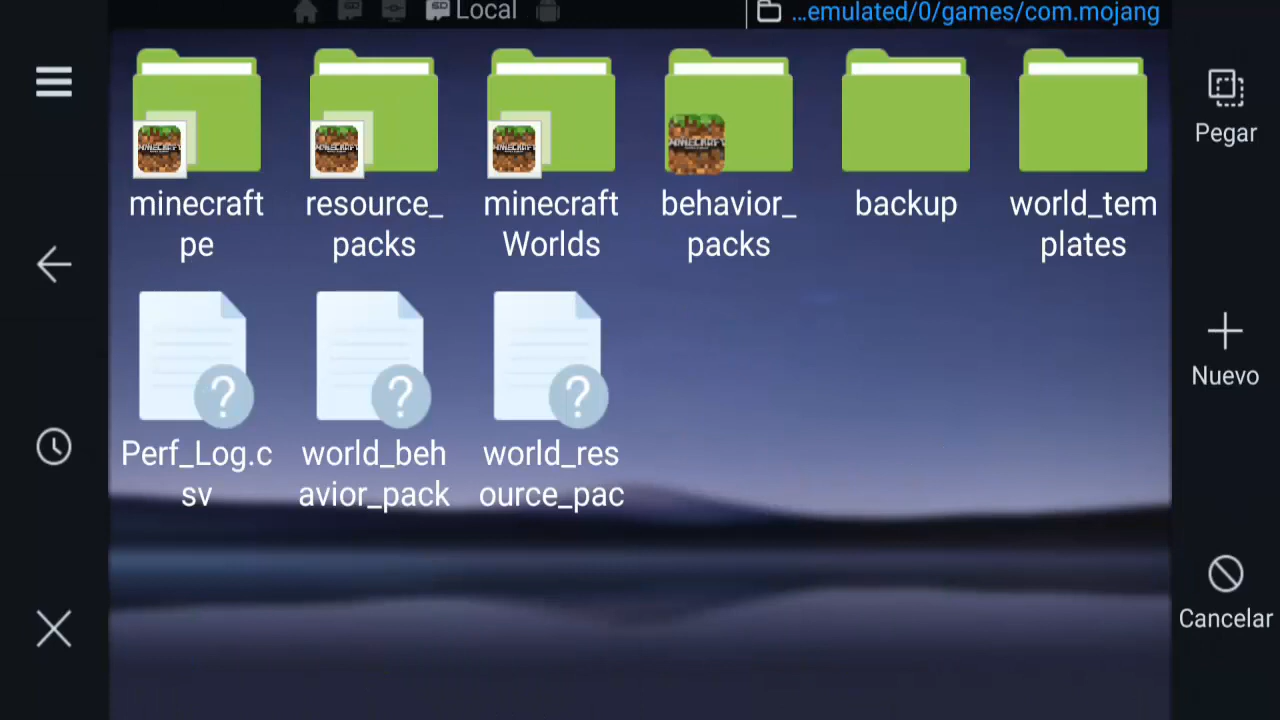 Local
...emulated/0/games/com.mojang
minecraft
pe
resource_
packs
minecraft
Worlds
behavior_
packs
backup
world_tem
plates
Perf_Log.c
sv
world_beh
avior_pack
world_res
ource_pac
Pegar
Nuevo
Cancelar